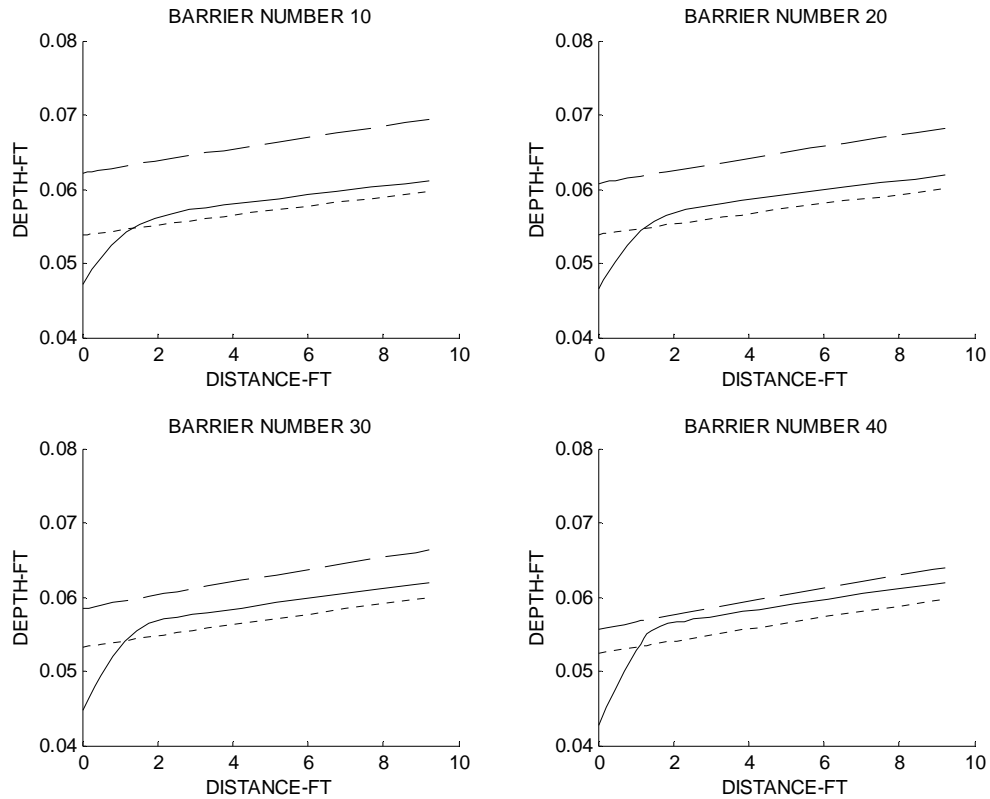 BARRIER NUMBER 10
0.08
0.07
0.06
0.05
0.04
DEPTH-FT
0 2 4 6 8 10
DISTANCE-FT
BARRIER NUMBER 20
0.08
0.07
0.06
0.05
0.04
DEPTH-FT
0 2 4 6 8 10
DISTANCE-FT
BARRIER NUMBER 30
0.08
0.07
0.06
0.05
0.04
DEPTH-FT
0 2 4 6 8 10
DISTANCE-FT
BARRIER NUMBER 40
0.08
0.07
0.06
0.05
0.04
DEPTH-FT
0 2 4 6 8 10
DISTANCE-FT